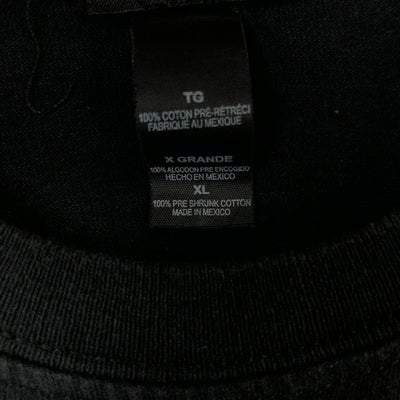 TG
100% COTON PRÉ-RÉTRÉCI
FABRIQUÉ AU MEXIQUE
X GRANDE
100% ALGODON PRE ENCOGIDO
HECHO EN MEXICO
XL
100% PRE SHRUNK COTTON
MADE IN MEXICO